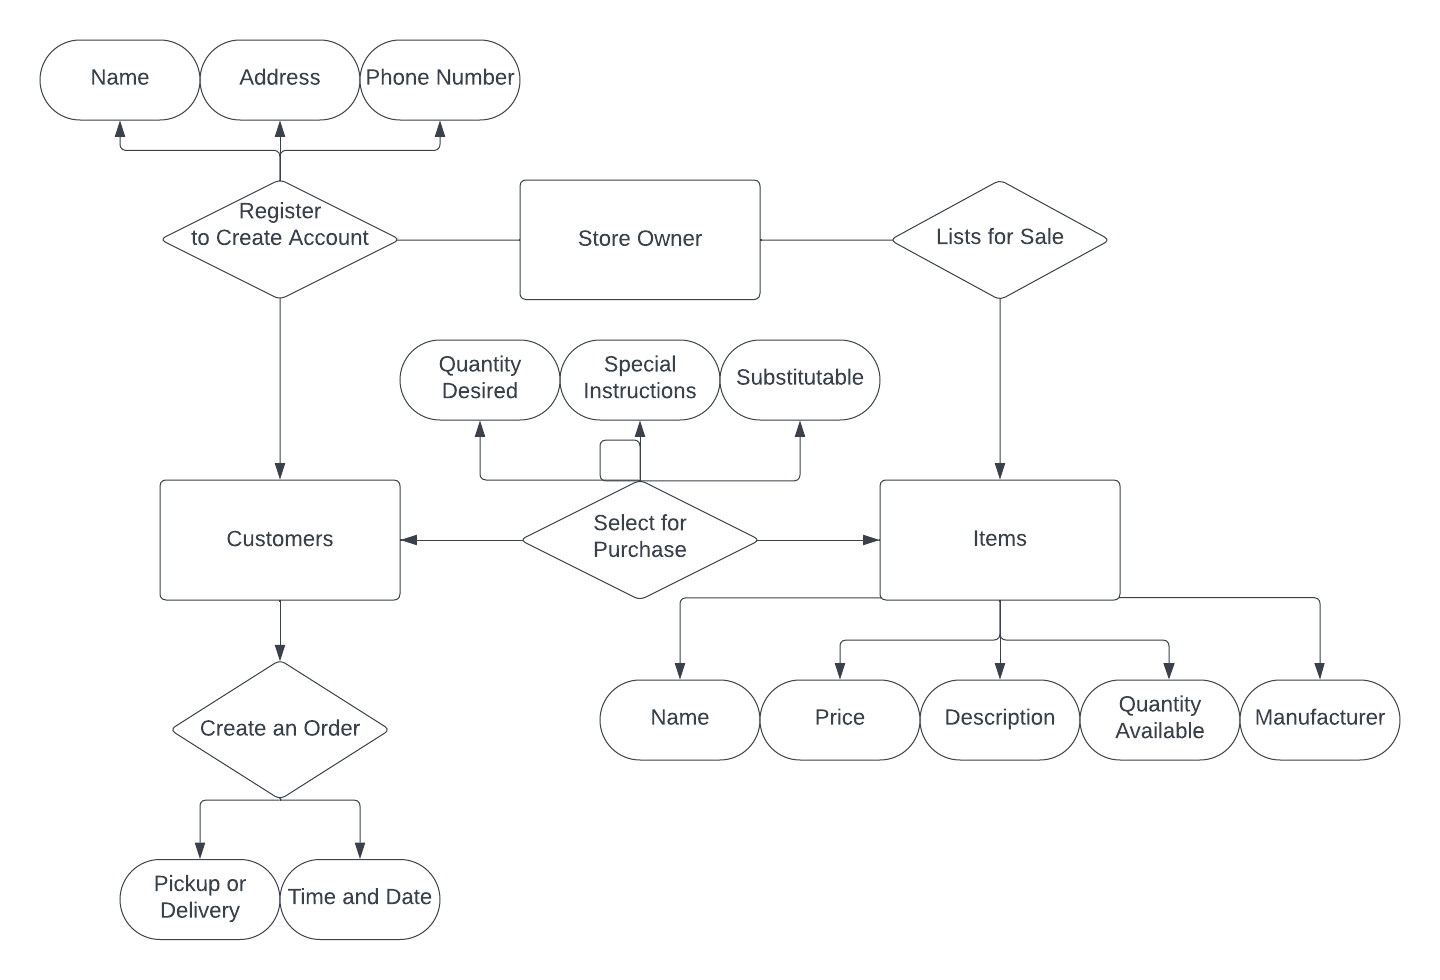 Name
Address
Phone Number
Register
to Create Account
Store Owner
Lists for Sale
Quantity
Desired
Special
Instructions
Substitutable
Customers
Select for
Purchase
Items
Create an Order
Name
Price
Description
Quantity
Available
Manufacturer
Pickup or
Delivery
Time and Date